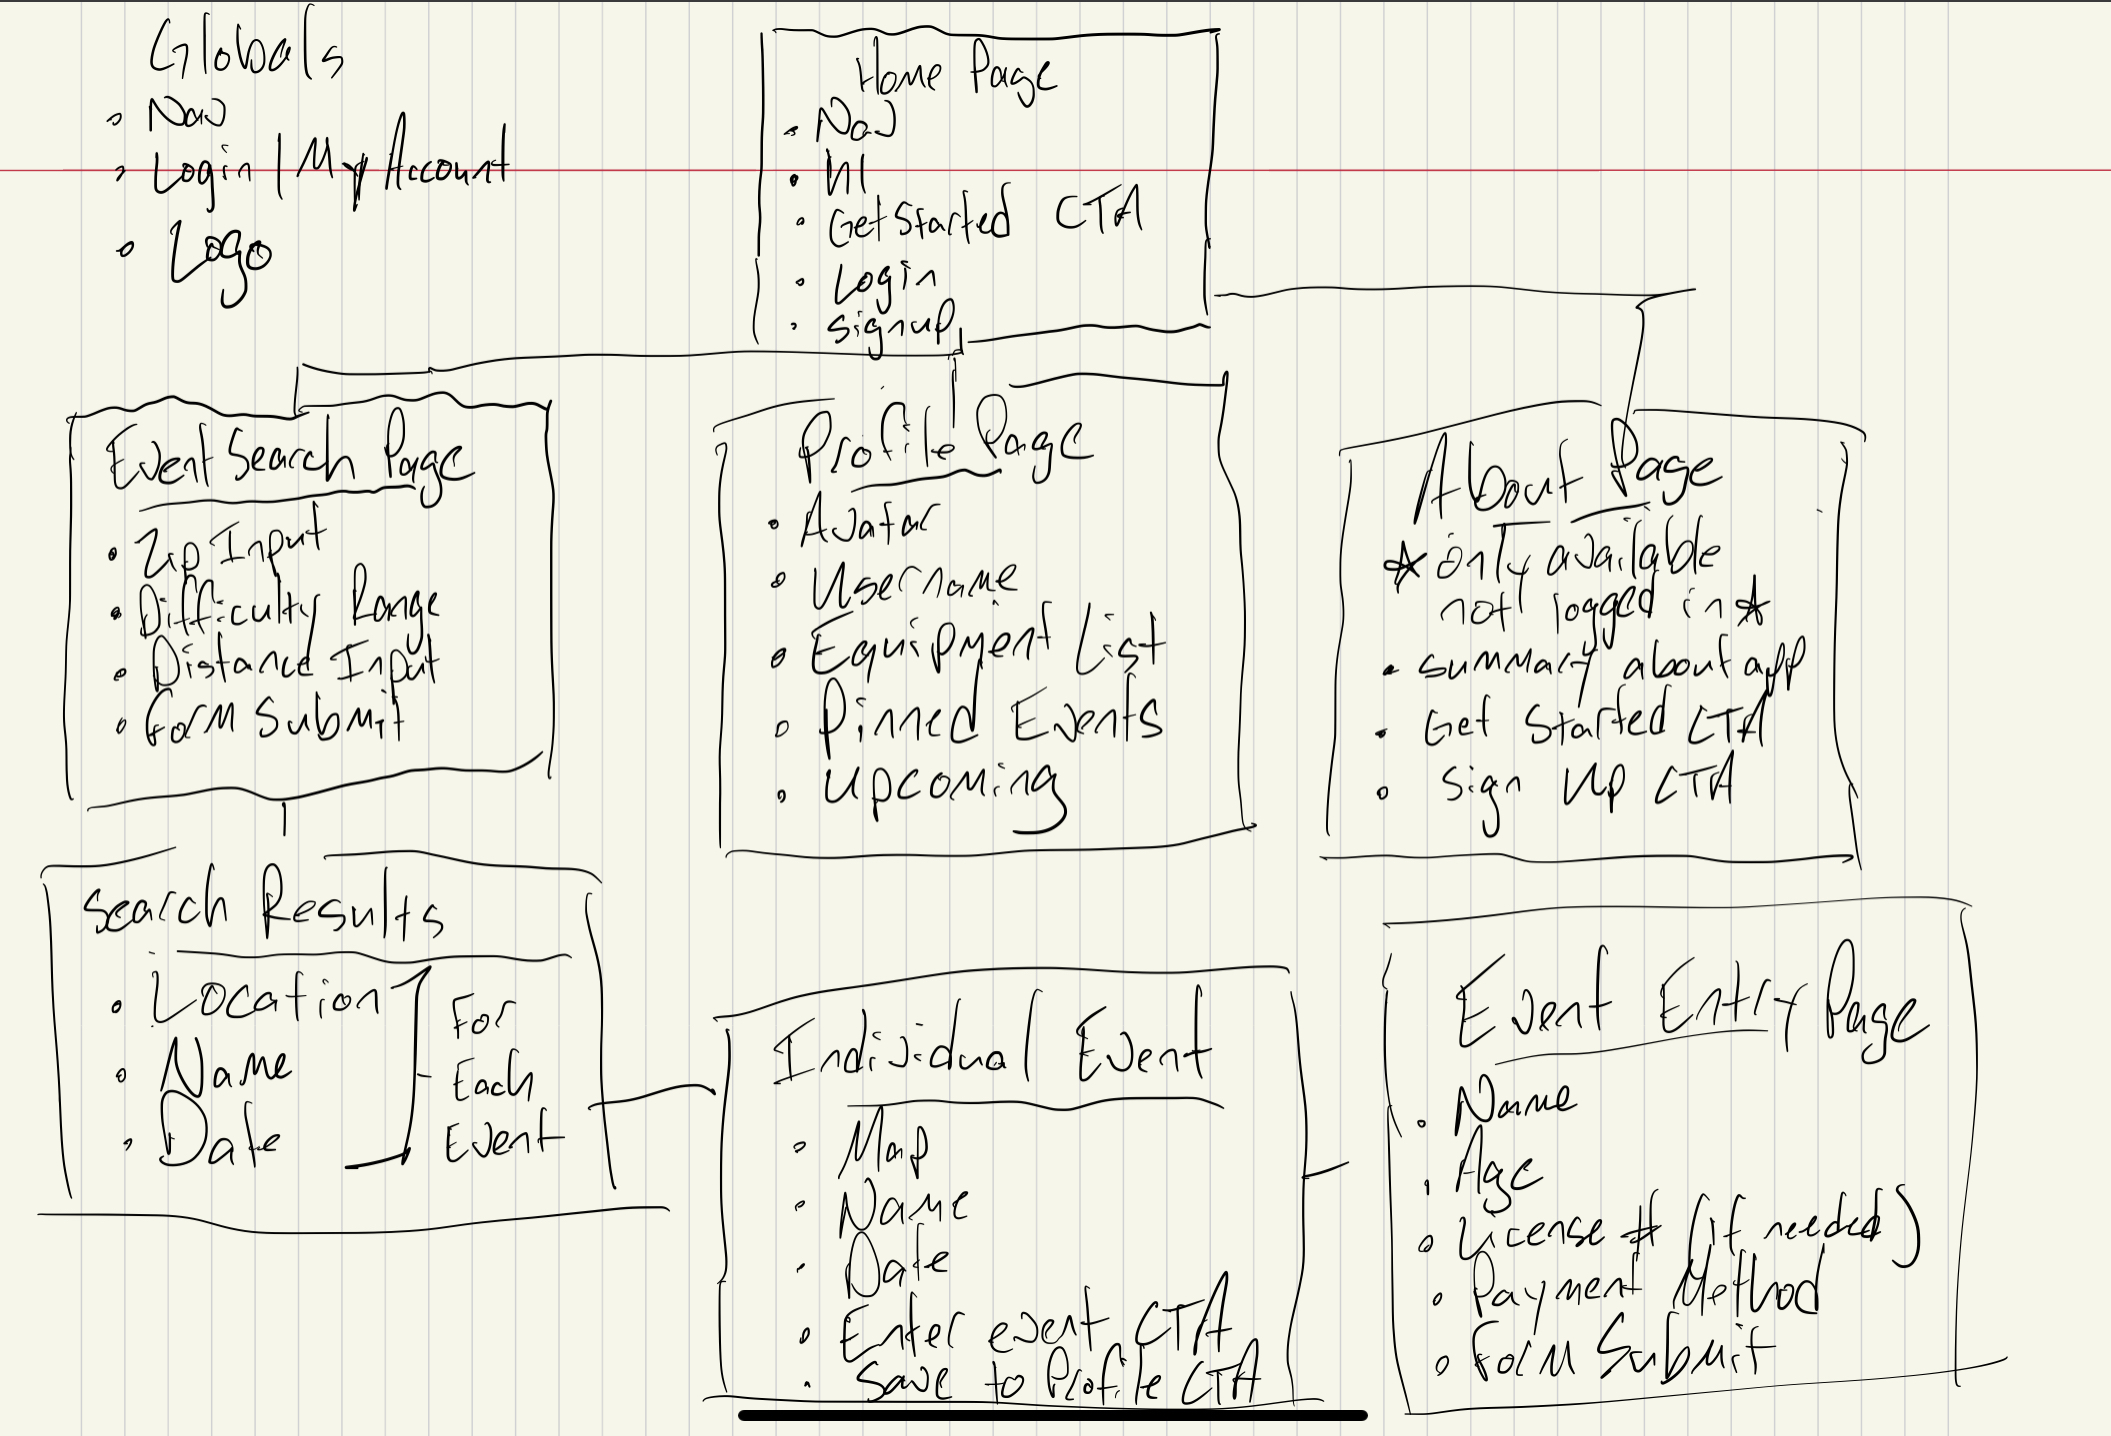 Globals
• Nav
• Login | My Account
• Logo
Home Page
• Nav
• h1
• Get Started CTA
• Login
• signup
Event Search Page
• Zip Input
• Difficulty Range
• Distance Input
• Form Submit
Profile Page
• Avatar
• Username
• Equipment List
• Pinned Events
• Upcoming
About Page
☆ only available
not logged in ☆
• summary about app
• Get Started CTA
• Sign Up CTA
Search Results
• Location
• Name
• Date
For
Each
Event
Individual Event
• Map
• Name
• Date
• Enter event CTA
• Save to Profile CTA
Event Entry Page
• Name
• Age
• License # (if needed)
• Payment Method
• Form Submit